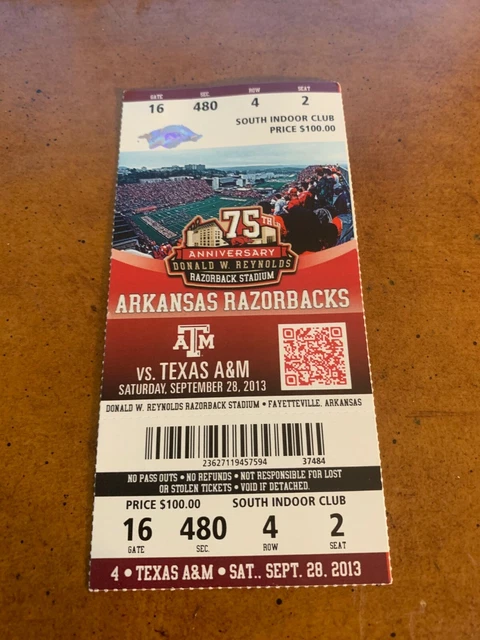 GATE SEC. ROW SEAT
16 480 4 2
SOUTH INDOOR CLUB
PRICE $100.00
75TH
ANNIVERSARY
DONALD W. REYNOLDS
RAZORBACK STADIUM
ARKANSAS RAZORBACKS
ATM
VS. TEXAS A&M
SATURDAY, SEPTEMBER 28, 2013
DONALD W. REYNOLDS RAZORBACK STADIUM • FAYETTEVILLE, ARKANSAS
23627119457594 37484
NO PASS OUTS • NO REFUNDS • NOT RESPONSIBLE FOR LOST
OR STOLEN TICKETS • VOID IF DETACHED.
PRICE $100.00 SOUTH INDOOR CLUB
16 480 4 2
GATE SEC. ROW SEAT
4 • TEXAS A&M • SAT.. SEPT. 28. 2013